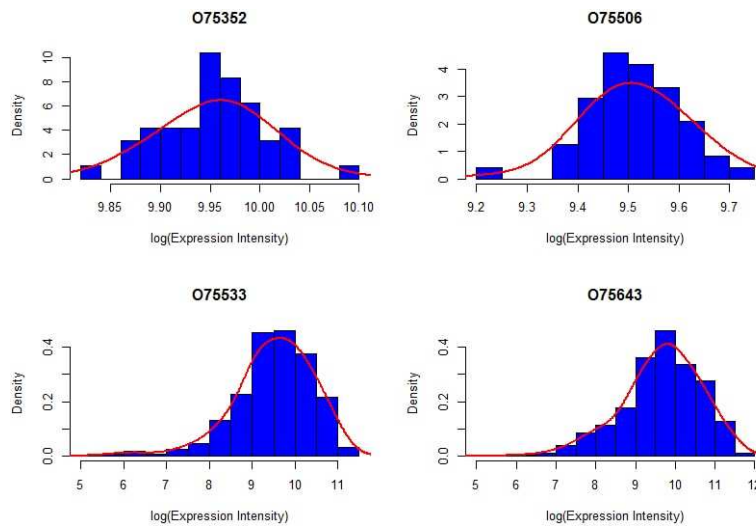 O75352
Density
0 2 4 6 8 10
9.85 9.90 9.95 10.00 10.05 10.10
log(Expression Intensity)
O75506
Density
0 1 2 3 4
9.2 9.3 9.4 9.5 9.6 9.7
log(Expression Intensity)
O75533
Density
0.0 0.2 0.4
5 6 7 8 9 10 11
log(Expression Intensity)
O75643
Density
0.0 0.2 0.4
5 6 7 8 9 10 11 12
log(Expression Intensity)